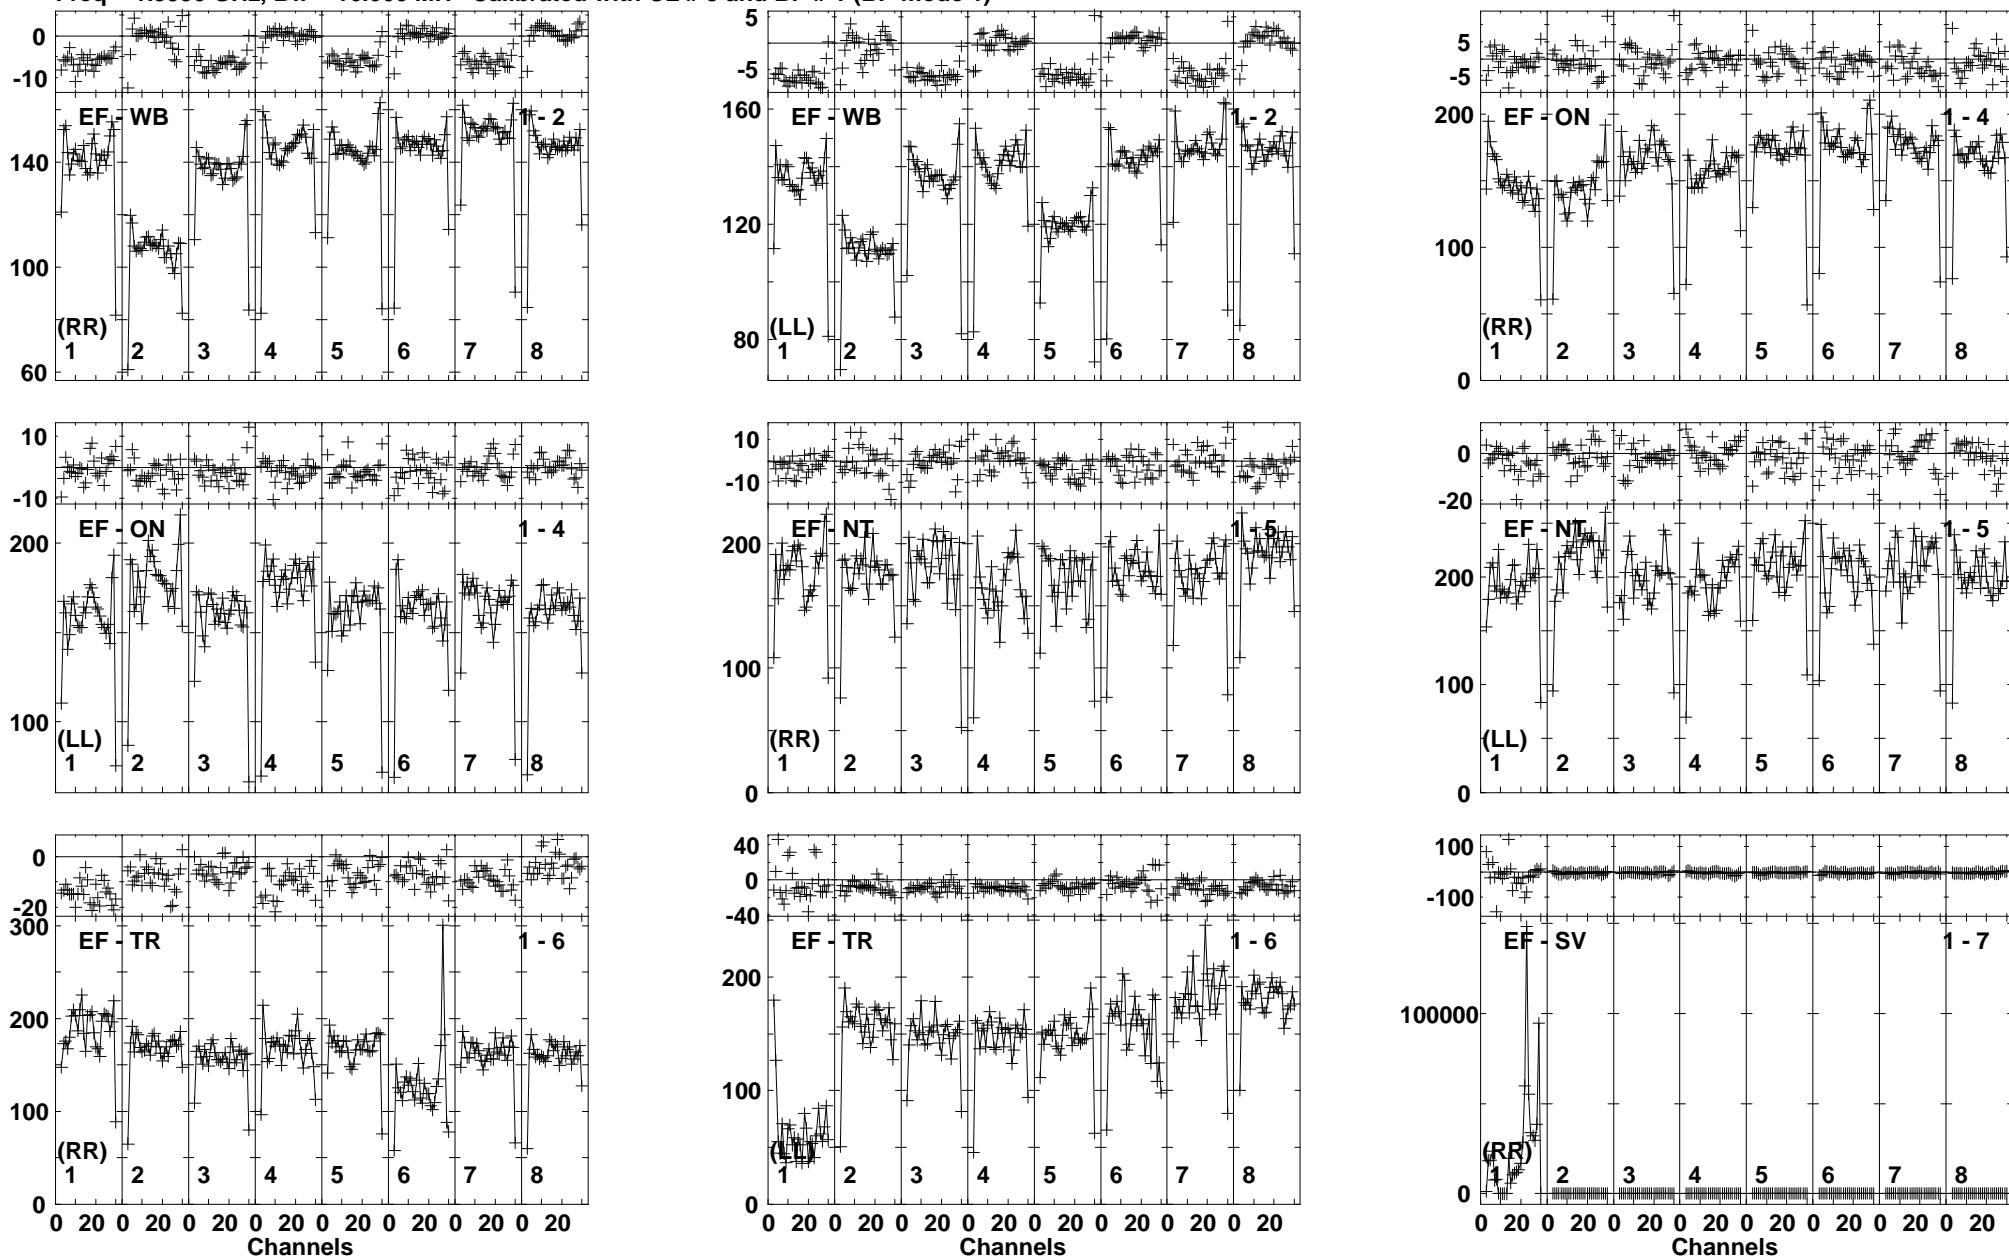 0 -10 EF - WB 1 - 2 140 100 60 (RR) 1 2 3 4 5 6 7 8
5 -5 160 EF - WB 1 - 2 120 80 (LL) 1 2 3 4 5 6 7 8
5 -5 200 EF - ON 1 - 4 100 0 (RR) 1 2 3 4 5 6 7 8
10 -10 200 EF - ON 1 - 4 100 (LL) 1 2 3 4 5 6 7 8
10 -10 200 EF - NT 1 - 5 100 0 (RR) 1 2 3 4 5 6 7 8
0 -20 200 EF - NT 1 - 5 100 0 (LL) 1 2 3 4 5 6 7 8
0 -20 300 EF - TR 1 - 6 200 100 0 (RR) 1 2 3 4 5 6 7 8
0 20 0 20 0 20 0 20 0 20 0 20 0 20 0 20
Channels
40 0 -40 EF - TR 1 - 6 200 100 0 (LL) 1 2 3 4 5 6 7 8
0 20 0 20 0 20 0 20 0 20 0 20 0 20 0 20
Channels
100 -100 EF - SV 1 - 7 100000 0 (RR) 1 2 3 4 5 6 7 8
0 20 0 20 0 20 0 20 0 20 0 20 0 20 0 20
Channels